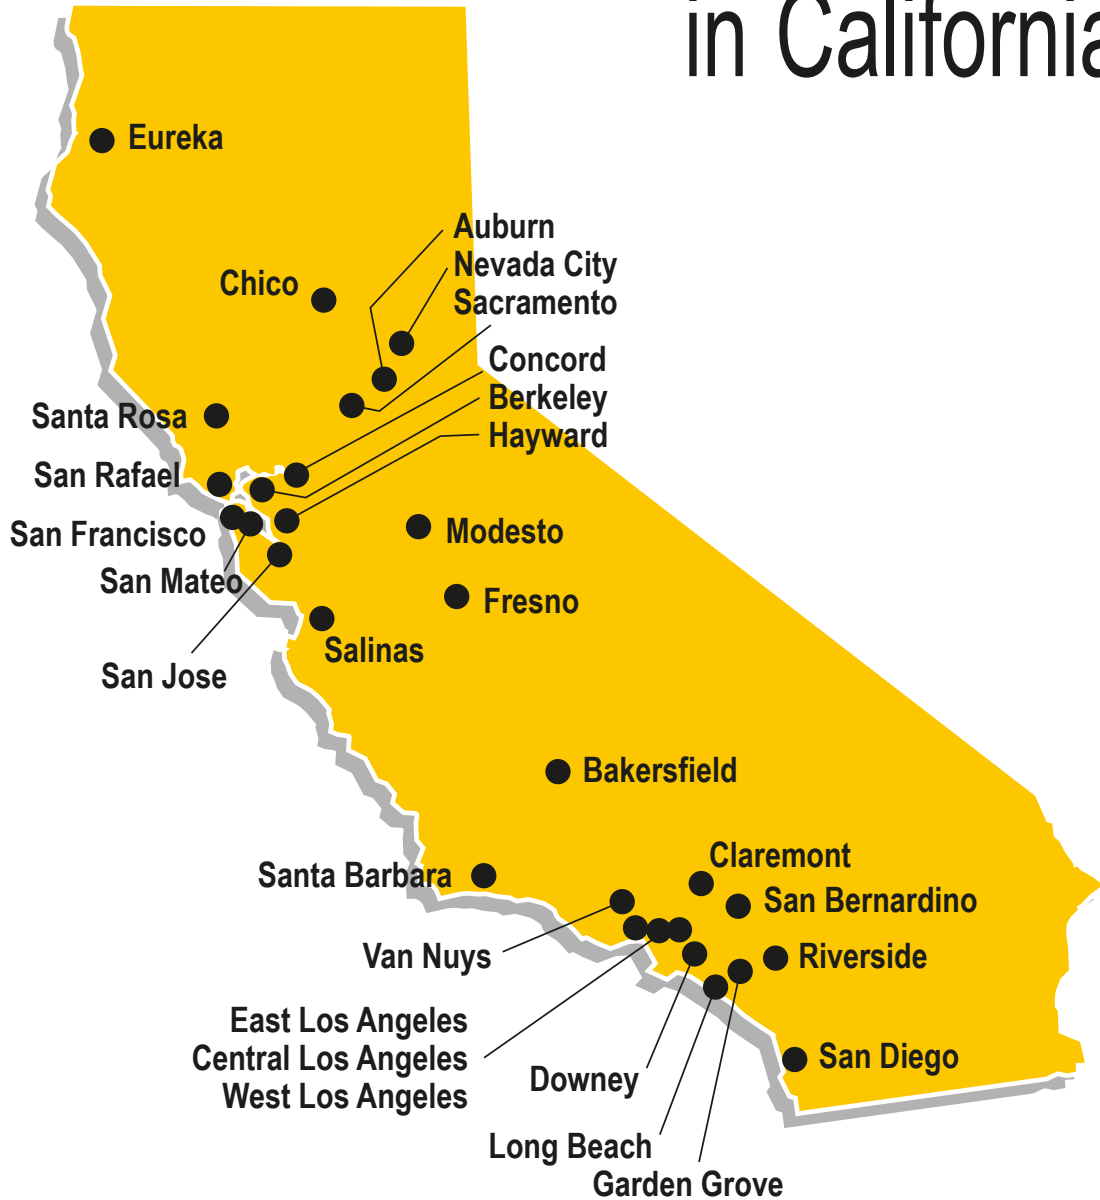 in California
Eureka
Auburn
Nevada City
Chico
Sacramento
Concord
Berkeley
Santa Rosa
Hayward
San Rafael
San Francisco
Modesto
San Mateo
Fresno
Salinas
San Jose
Bakersfield
Claremont
Santa Barbara
San Bernardino
Van Nuys
Riverside
East Los Angeles
Central Los Angeles
West Los Angeles
San Diego
Downey
Long Beach
Garden Grove